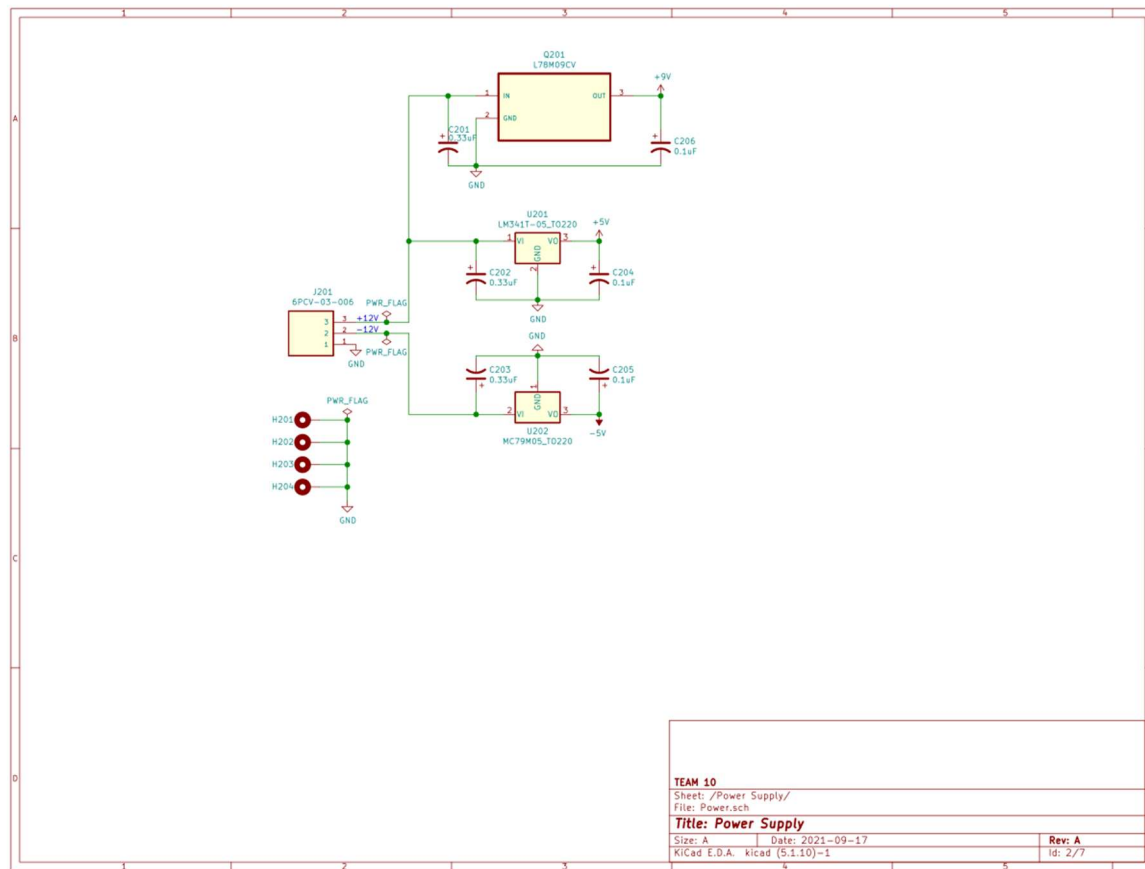 1 2 3 4 5
A
B
C
D
Q201
L78M09CV
1 IN
OUT 3
2 GND
+9V
C201
0.33uF
C206
0.1uF
GND
U201
LM341T-05_TO220
+5V
1 VI VO 3
GND
2
C202
0.33uF
C204
0.1uF
GND
J201
6PCV-03-006
PWR_FLAG
3 3 +12V
2 2 -12V
1 1
GND
PWR_FLAG
GND
C203
0.33uF
C205
0.1uF
1
GND
2 VI VO 3
U202
MC79M05_TO220
-5V
PWR_FLAG
H201
H202
H203
H204
GND
TEAM 10
Sheet: /Power Supply/
File: Power.sch
Title: Power Supply
Size: A Date: 2021-09-17 Rev: A
KiCad E.D.A. kicad (5.1.10)-1 Id: 2/7
1 2 3 4 5